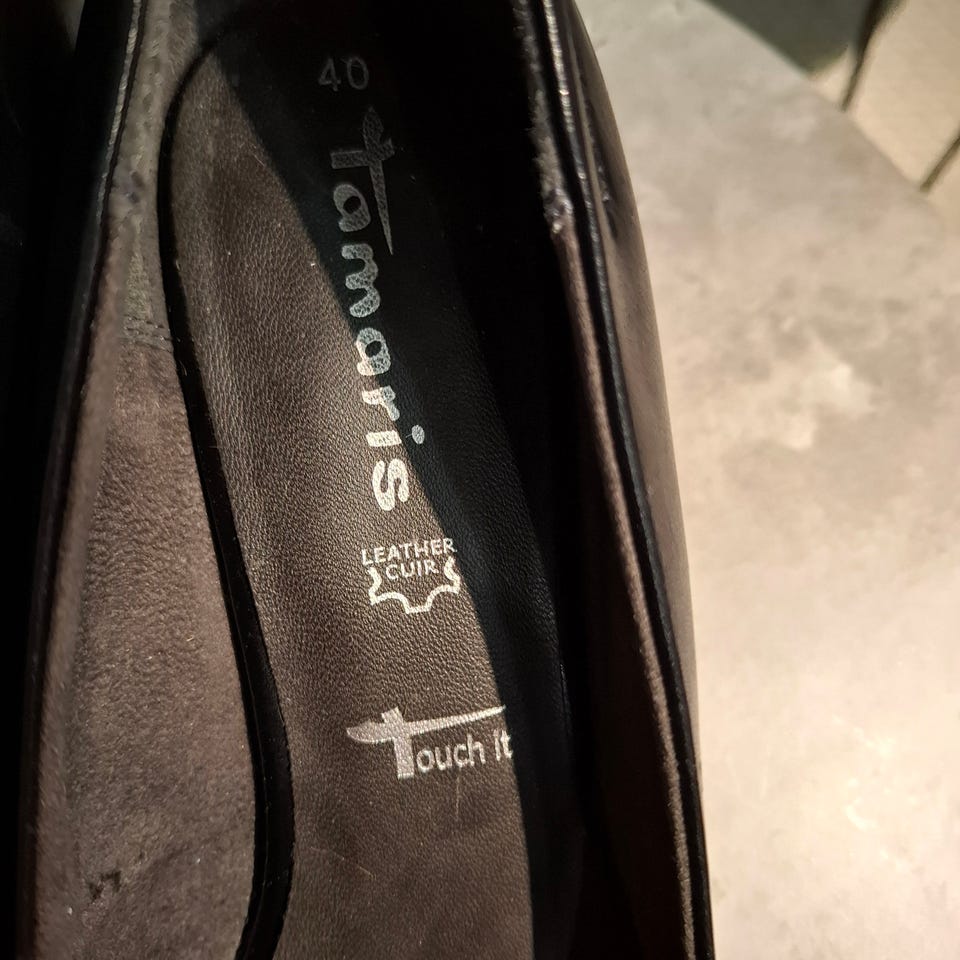 40
Tamaris
LEATHER
CUIR
Touch it